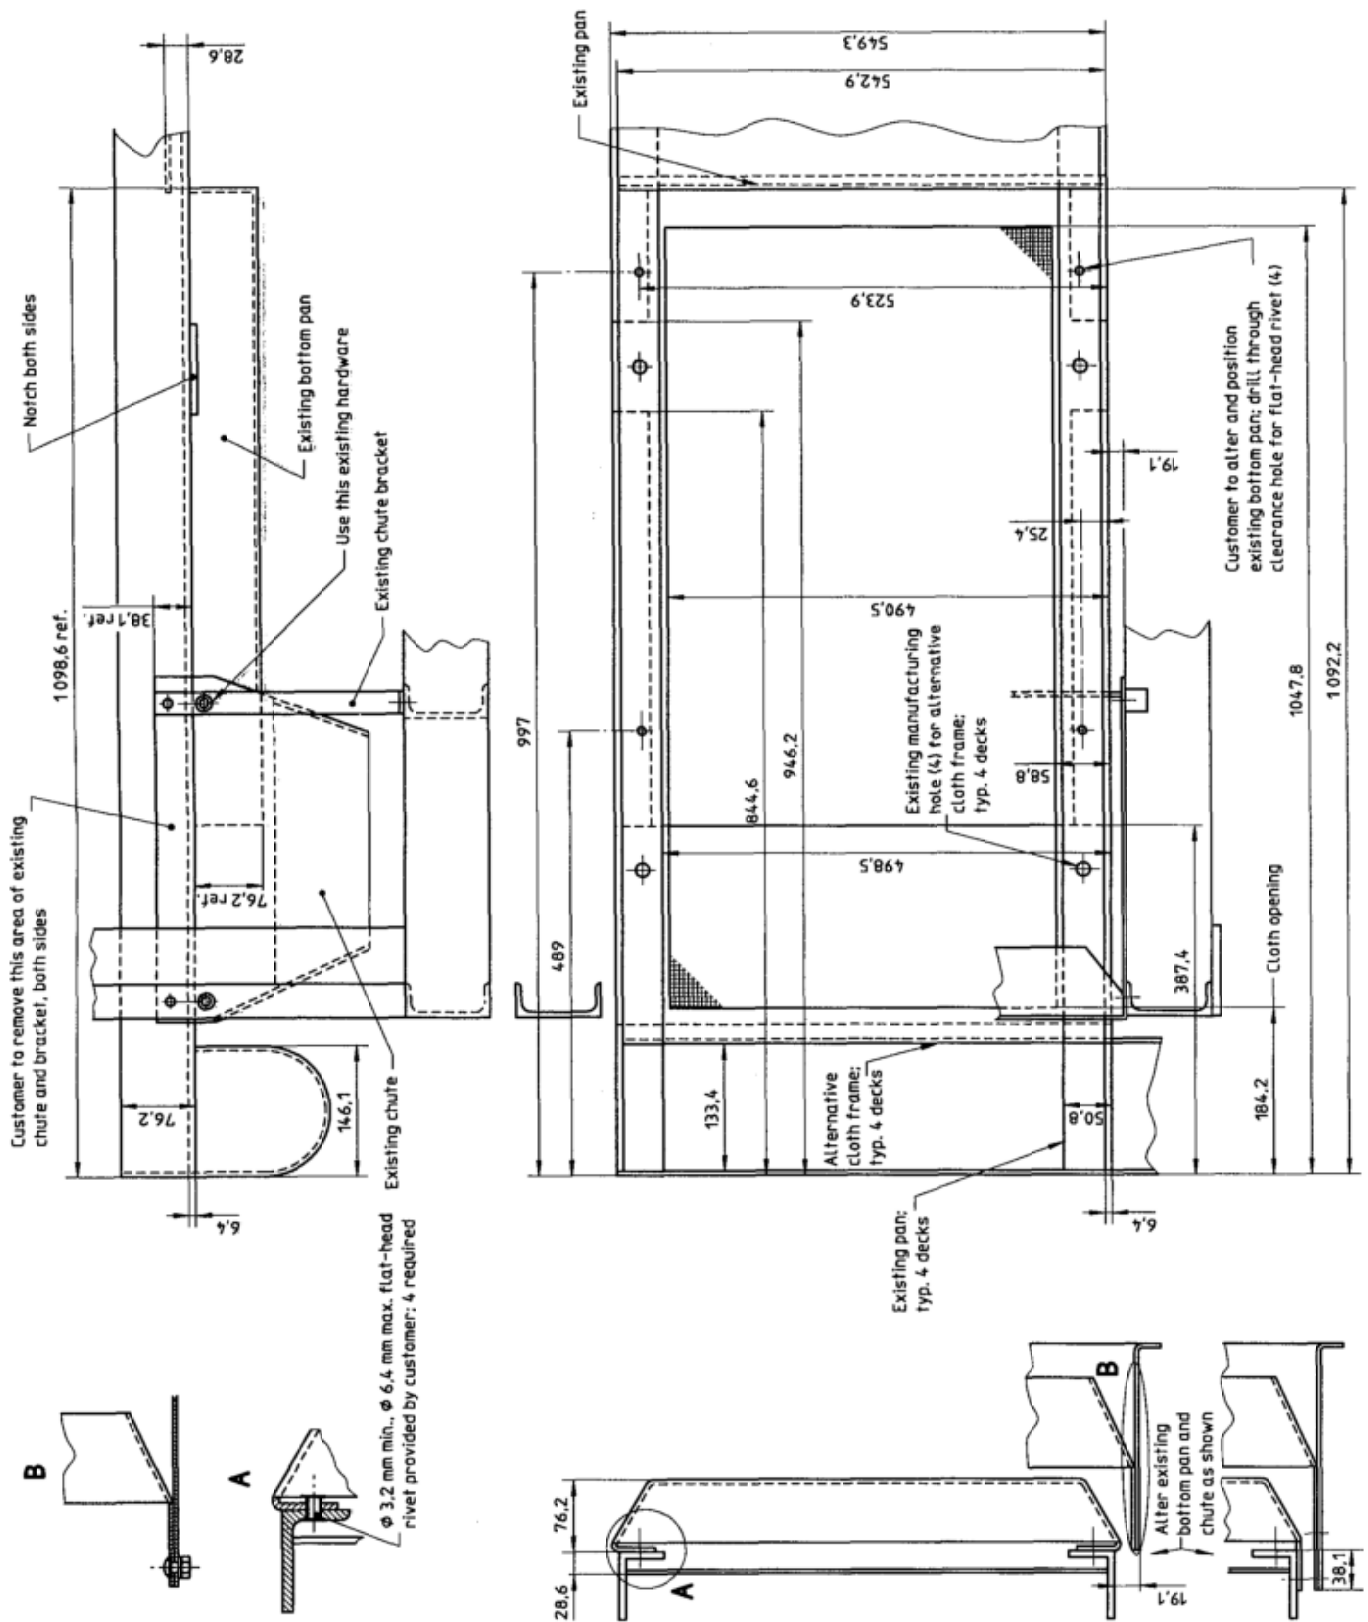 28,6
Existing pan
549,3
542,9
1098,6 ref.
Notch both sides
Existing bottom pan
Use this existing hardware
Existing chute bracket
38,1 ref.
Customer to remove this area of existing
chute and bracket, both sides
76,2 ref.
76,2
146,1
Existing chute
6,4
997
523,9
946,2
844,6
490,5
489
498,5
Existing manufacturing
hole (4) for alternative
cloth frame;
typ. 4 decks
58,8
25,4
19,1
Customer to alter and position
existing bottom pan; drill through
clearance hole for flat-head rivet (4)
1047,8
1092,2
387,4
Cloth opening
184,2
133,4
Alternative
cloth frame;
typ. 4 decks
50,8
Existing pan;
typ. 4 decks
6,4
B
A
ø 3,2 mm min., ø 6,4 mm max. flat-head
rivet provided by customer; 4 required
76,2
28,6
A
B
Alter existing
bottom pan and
chute as shown
19,1
38,1